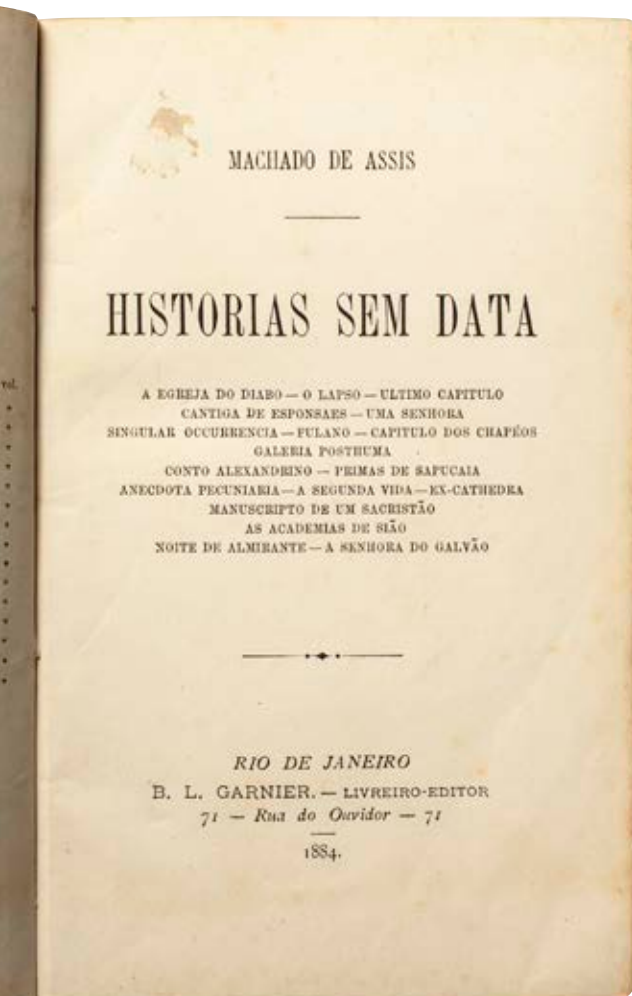 vol.
MACHADO DE ASSIS
HISTORIAS SEM DATA
A EGREJA DO DIABO — O LAPSO — ULTIMO CAPITULO
CANTIGA DE ESPONSAES — UMA SENHORA
SINGULAR OCCURRENCIA — FULANO — CAPITULO DOS CHAPÉOS
GALERIA POSTHUMA
CONTO ALEXANDRINO — PRIMAS DE SAPUCAIA
ANECDOTA PECUNIARIA — A SEGUNDA VIDA — EX-CATHEDRA
MANUSCRIPTO DE UM SACRISTÃO
AS ACADEMIAS DE SIÃO
NOITE DE ALMIRANTE — A SENHORA DO GALVÃO
RIO DE JANEIRO
B. L. GARNIER. — LIVREIRO-EDITOR
71 — Rua do Ouvidor — 71
1884.